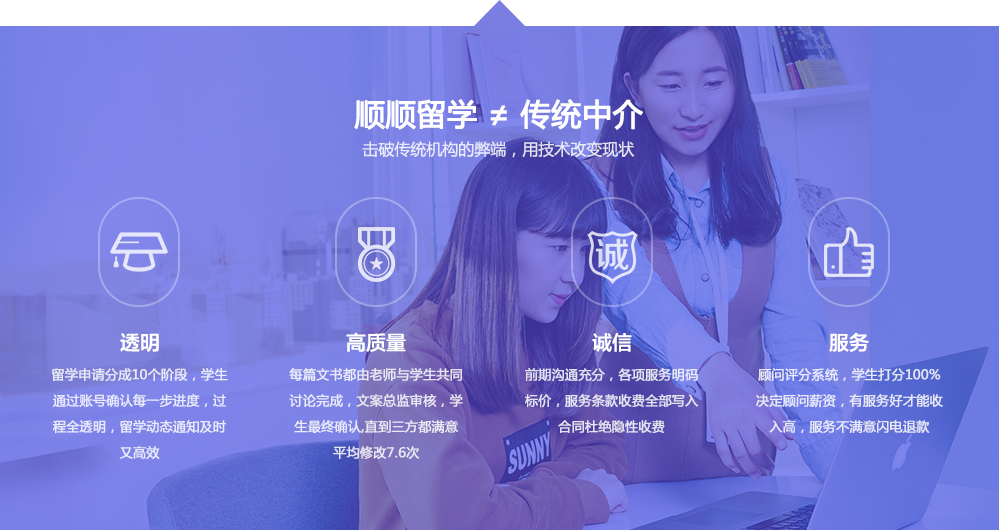 顺顺留学 ≠ 传统中介
击破传统机构的弊端，用技术改变现状
诚
透明
留学申请分成10个阶段，学生
通过账号确认每一步进度，过
程全透明，留学动态通知及时
又高效
高质量
每篇文书都由老师与学生共同
讨论完成，文案总监审核，学
生最终确认,直到三方都满意
平均修改7.6次
诚信
前期沟通充分，各项服务明码
标价，服务条款收费全部写入
合同杜绝隐性收费
服务
顾问评分系统，学生打分100%
决定顾问薪资，有服务好才能收
入高，服务不满意闪电退款
SUNNY